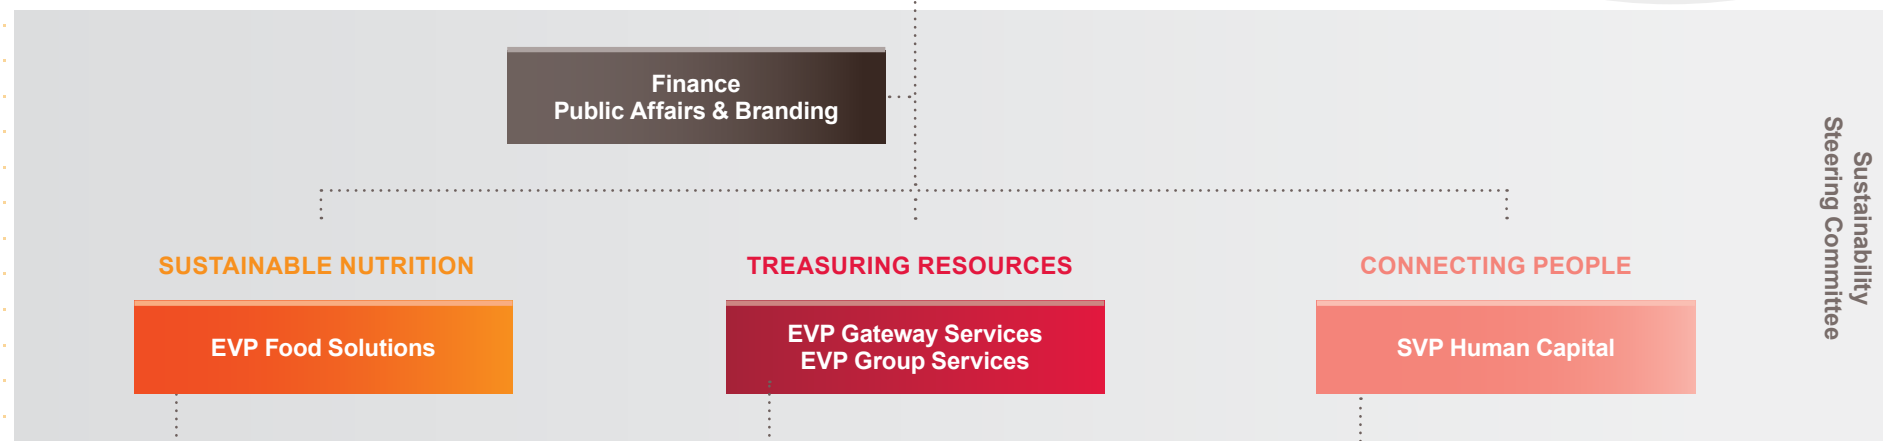 Finance
Public Affairs & Branding
SUSTAINABLE NUTRITION
EVP Food Solutions
TREASURING RESOURCES
EVP Gateway Services
EVP Group Services
CONNECTING PEOPLE
SVP Human Capital
Sustainability
Steering Committee